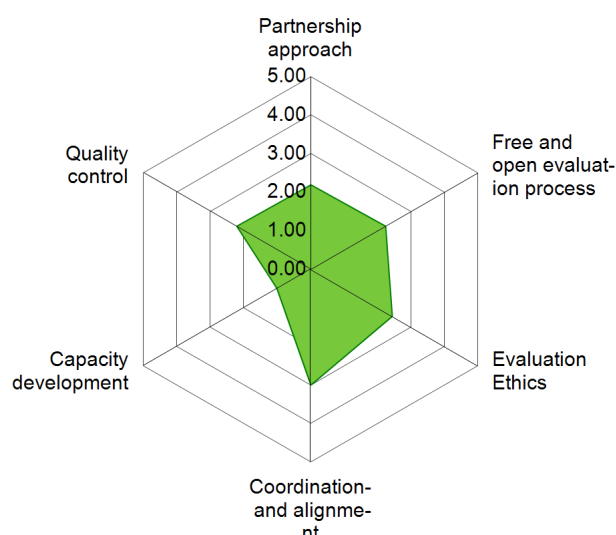 Partnership
approach
5.00
4.00
3.00
2.00
1.00
0.00
Free and
open evaluat-
ion process
Evaluation
Ethics
Coordination-
and alignme-
nt
Capacity
development
Quality
control